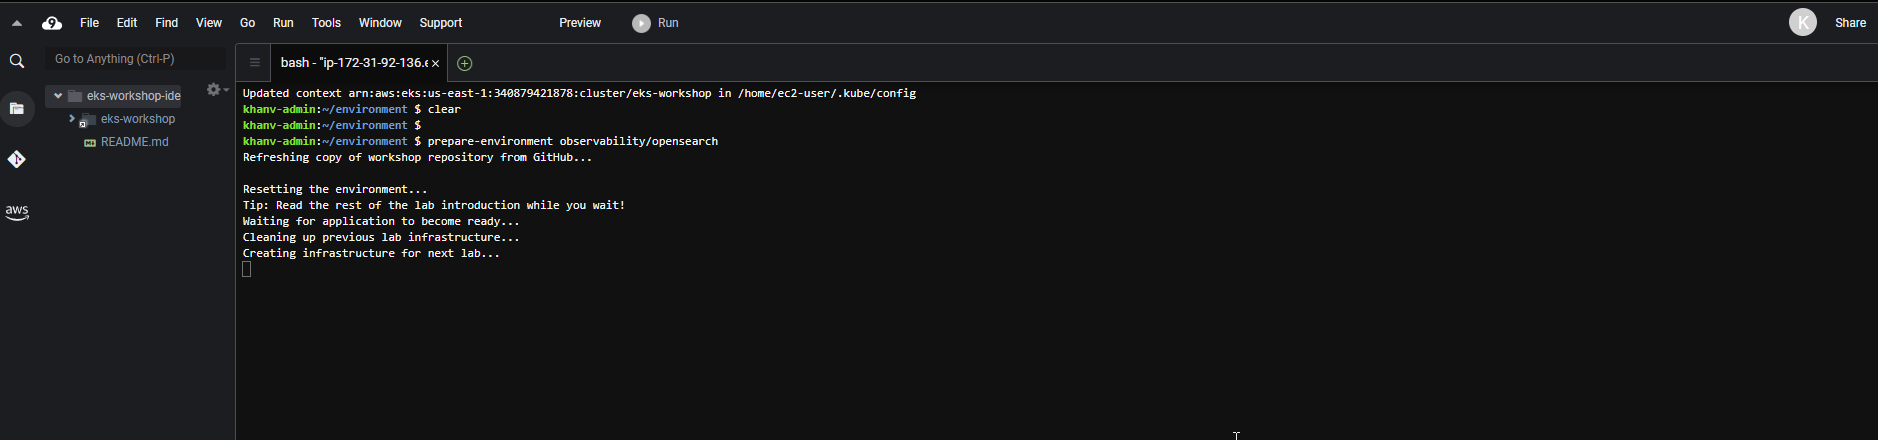 9 File Edit Find View Go Run Tools Window Support Preview Run K Share
Go to Anything (Ctrl-P)
bash - "ip-172-31-92-136.e
eks-workshop-ide
eks-workshop
README.md
aws
Updated context arn:aws:eks:us-east-1:340879421878:cluster/eks-workshop in /home/ec2-user/.kube/config
khanv-admin:~/environment $ clear
khanv-admin:~/environment $
khanv-admin:~/environment $ prepare-environment observability/opensearch
Refreshing copy of workshop repository from GitHub...
Resetting the environment...
Tip: Read the rest of the lab introduction while you wait!
Waiting for application to become ready...
Cleaning up previous lab infrastructure...
Creating infrastructure for next lab...